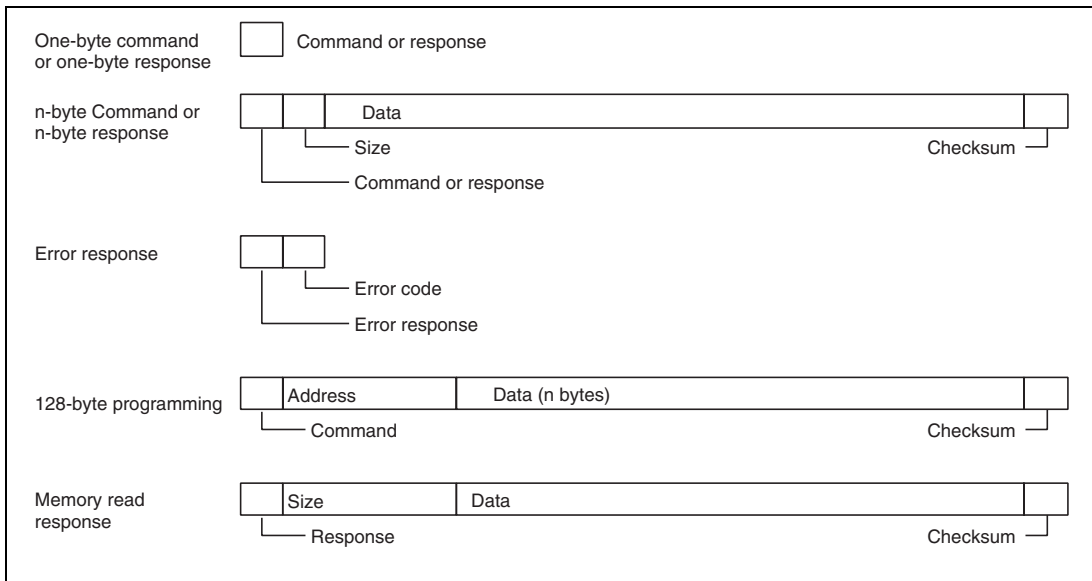 One-byte command
or one-byte response
Command or response
n-byte Command or
n-byte response
Data
Size
Checksum
Command or response
Error response
Error code
Error response
128-byte programming
Address
Data (n bytes)
Command
Checksum
Memory read
response
Size
Data
Response
Checksum